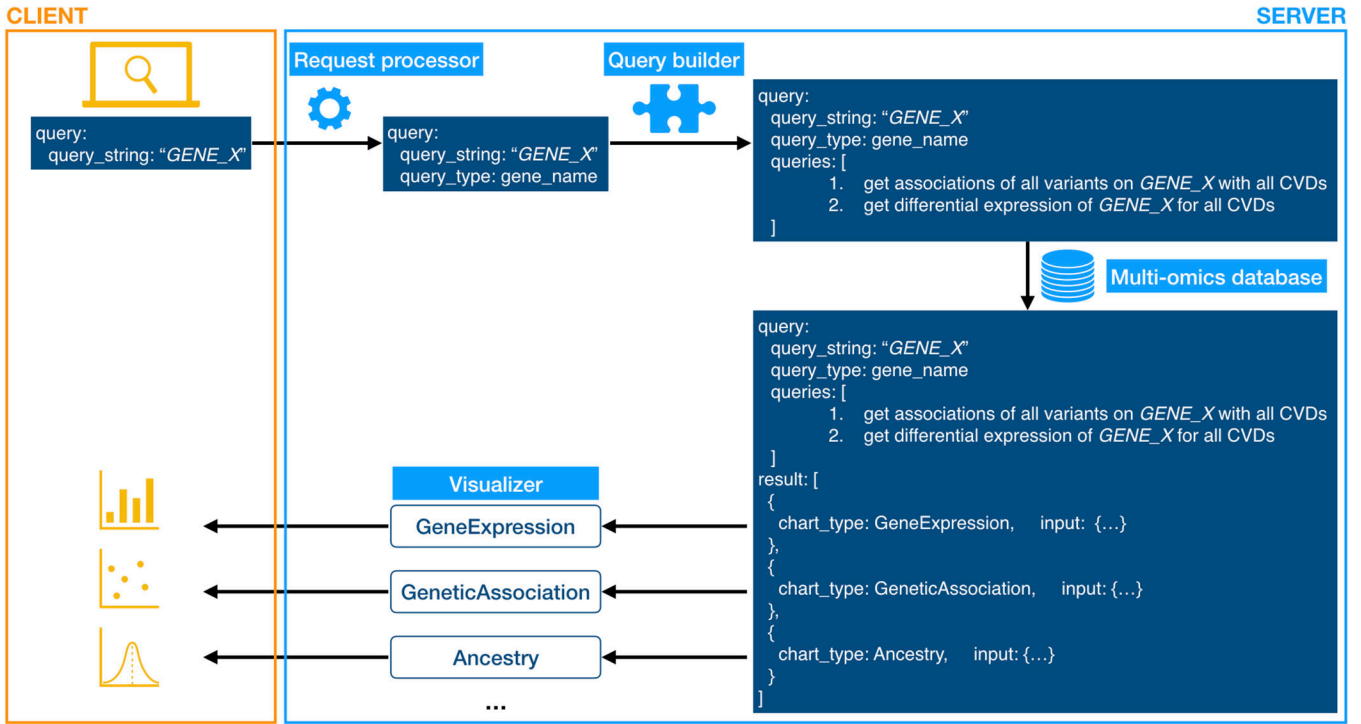 CLIENT
SERVER
Request processor
Query builder
query:
query_string: “GENE_X”
query:
query_string: “GENE_X”
query_type: gene_name
query:
query_string: “GENE_X”
query_type: gene_name
queries: [
1. get associations of all variants on GENE_X with all CVDs
2. get differential expression of GENE_X for all CVDs
]
Multi-omics database
query:
query_string: “GENE_X”
query_type: gene_name
queries: [
1. get associations of all variants on GENE_X with all CVDs
2. get differential expression of GENE_X for all CVDs
]
result: [
{
chart_type: GeneExpression, input: {...}
},
{
chart_type: GeneticAssociation, input: {...}
},
{
chart_type: Ancestry, input: {...}
}
]
Visualizer
GeneExpression
GeneticAssociation
Ancestry
...